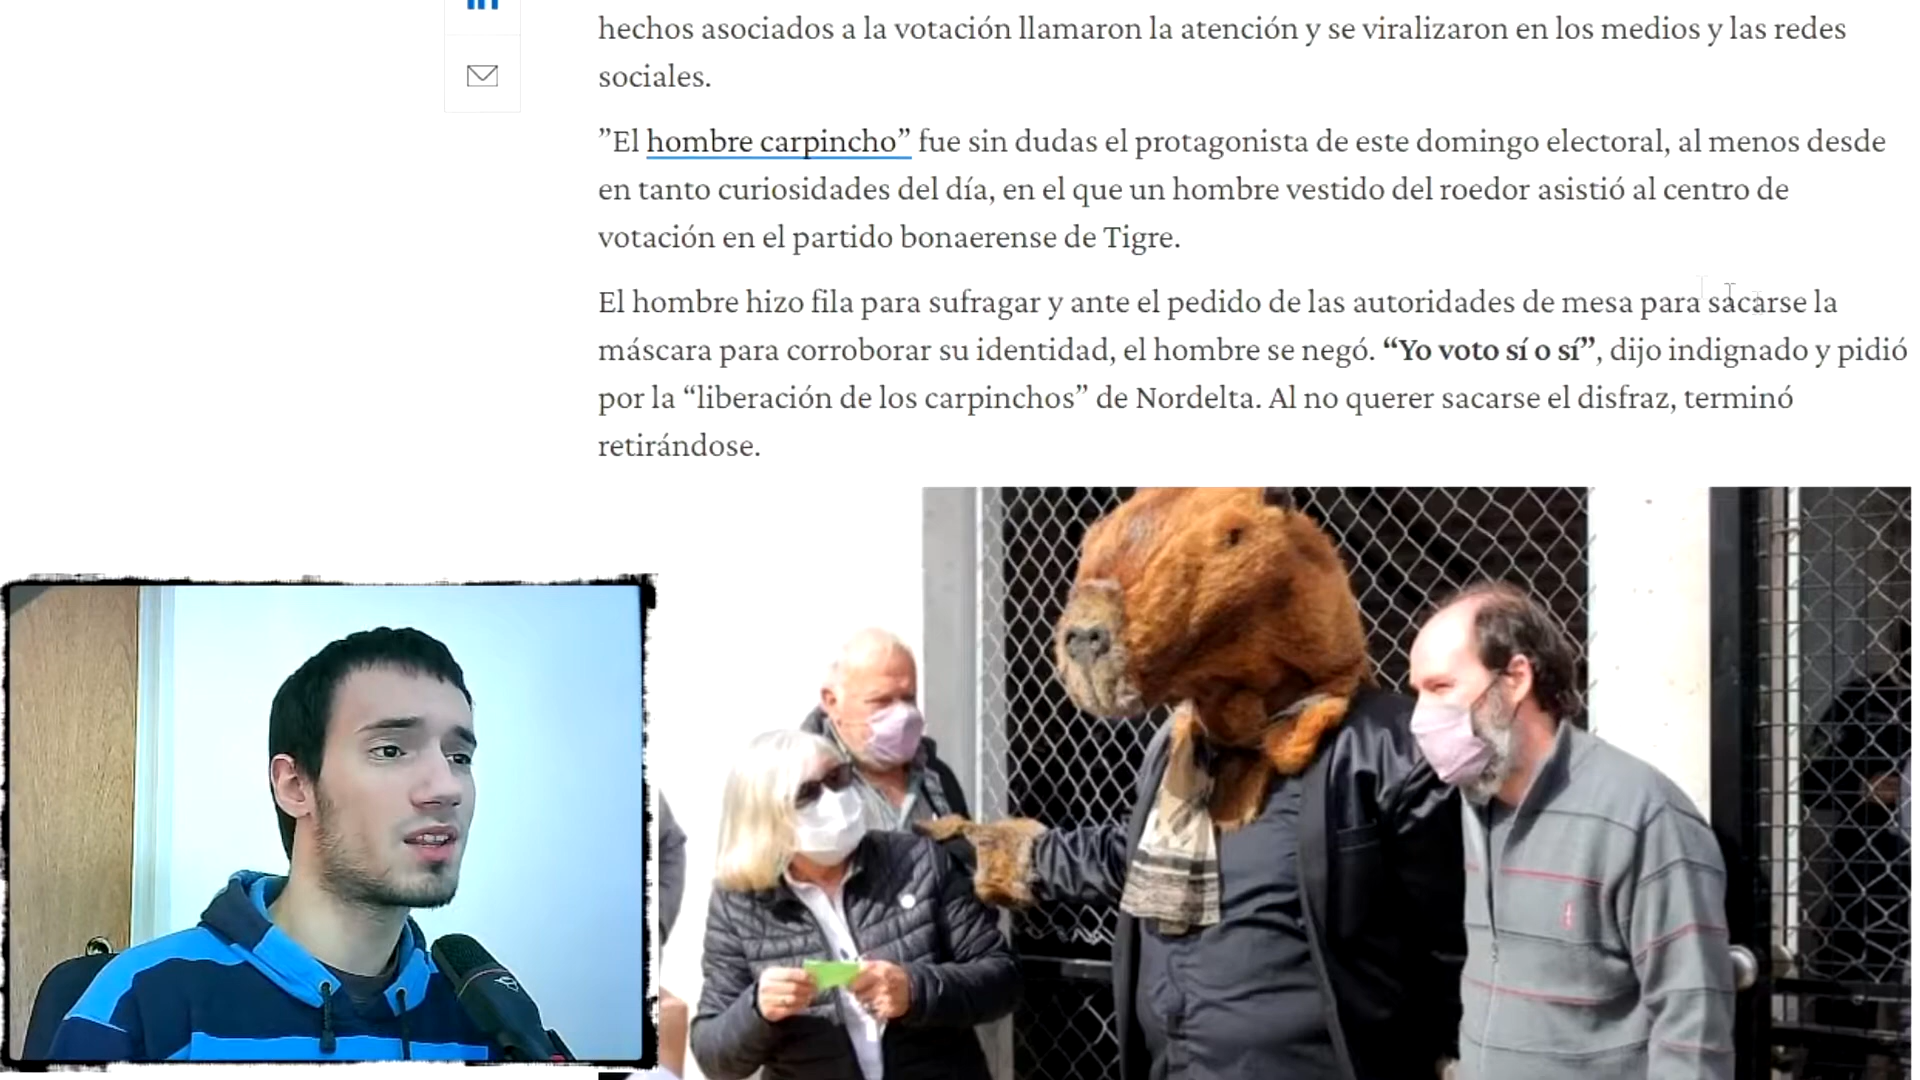 hechos asociados a la votación llamaron la atención y se viralizaron en los medios y las redes
sociales.
”El hombre carpincho” fue sin dudas el protagonista de este domingo electoral, al menos desde
en tanto curiosidades del día, en el que un hombre vestido del roedor asistió al centro de
votación en el partido bonaerense de Tigre.
El hombre hizo fila para sufragar y ante el pedido de las autoridades de mesa para sacarse la
máscara para corroborar su identidad, el hombre se negó. “Yo voto sí o sí”, dijo indignado y pidió
por la “liberación de los carpinchos” de Nordelta. Al no querer sacarse el disfraz, terminó
retirándose.